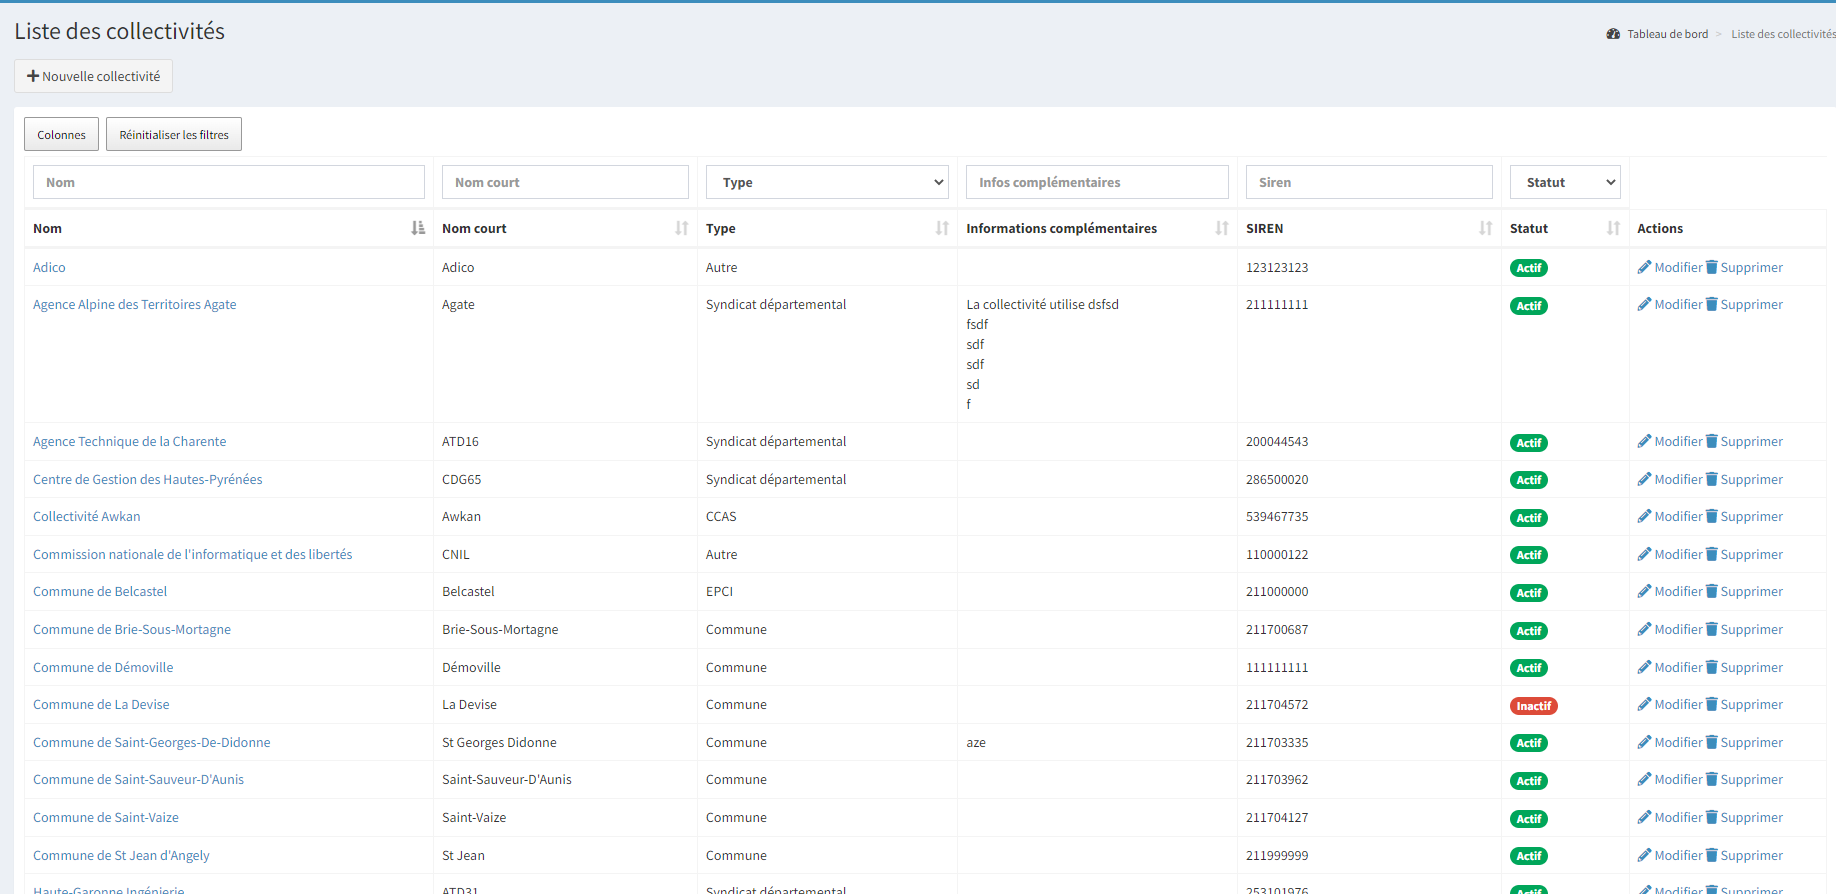 Liste des collectivités
Tableau de bord > Liste des collectivités
Nouvelle collectivité
Colonnes Réinitialiser les filtres
Nom Nom court Type Infos complémentaires Siren Statut
Nom Nom court Type Informations complémentaires SIREN Statut Actions
Adico Adico Autre 123123123 Actif Modifier Supprimer
Agence Alpine des Territoires Agate Agate Syndicat départemental La collectivité utilise dsfsd 211111111 Actif Modifier Supprimer
fsdf
sdf
sdf
sd
f
Agence Technique de la Charente ATD16 Syndicat départemental 200044543 Actif Modifier Supprimer
Centre de Gestion des Hautes-Pyrénées CDG65 Syndicat départemental 286500020 Actif Modifier Supprimer
Collectivité Awkan Awkan CCAS 539467735 Actif Modifier Supprimer
Commission nationale de l'informatique et des libertés CNIL Autre 110000122 Actif Modifier Supprimer
Commune de Belcastel Belcastel EPCI 211000000 Actif Modifier Supprimer
Commune de Brie-Sous-Mortagne Brie-Sous-Mortagne Commune 211700687 Actif Modifier Supprimer
Commune de Démoville Démoville Commune 111111111 Actif Modifier Supprimer
Commune de La Devise La Devise Commune 211704572 Inactif Modifier Supprimer
Commune de Saint-Georges-De-Didonne St Georges Didonne Commune aze 211703335 Actif Modifier Supprimer
Commune de Saint-Sauveur-D'Aunis Saint-Sauveur-D'Aunis Commune 211703962 Actif Modifier Supprimer
Commune de Saint-Vaize Saint-Vaize Commune 211704127 Actif Modifier Supprimer
Commune de St Jean d'Angely St Jean Commune 211999999 Actif Modifier Supprimer
Haute-Garonne Ingénierie ATD31 Syndicat départemental 253101976 Actif Modifier Supprimer